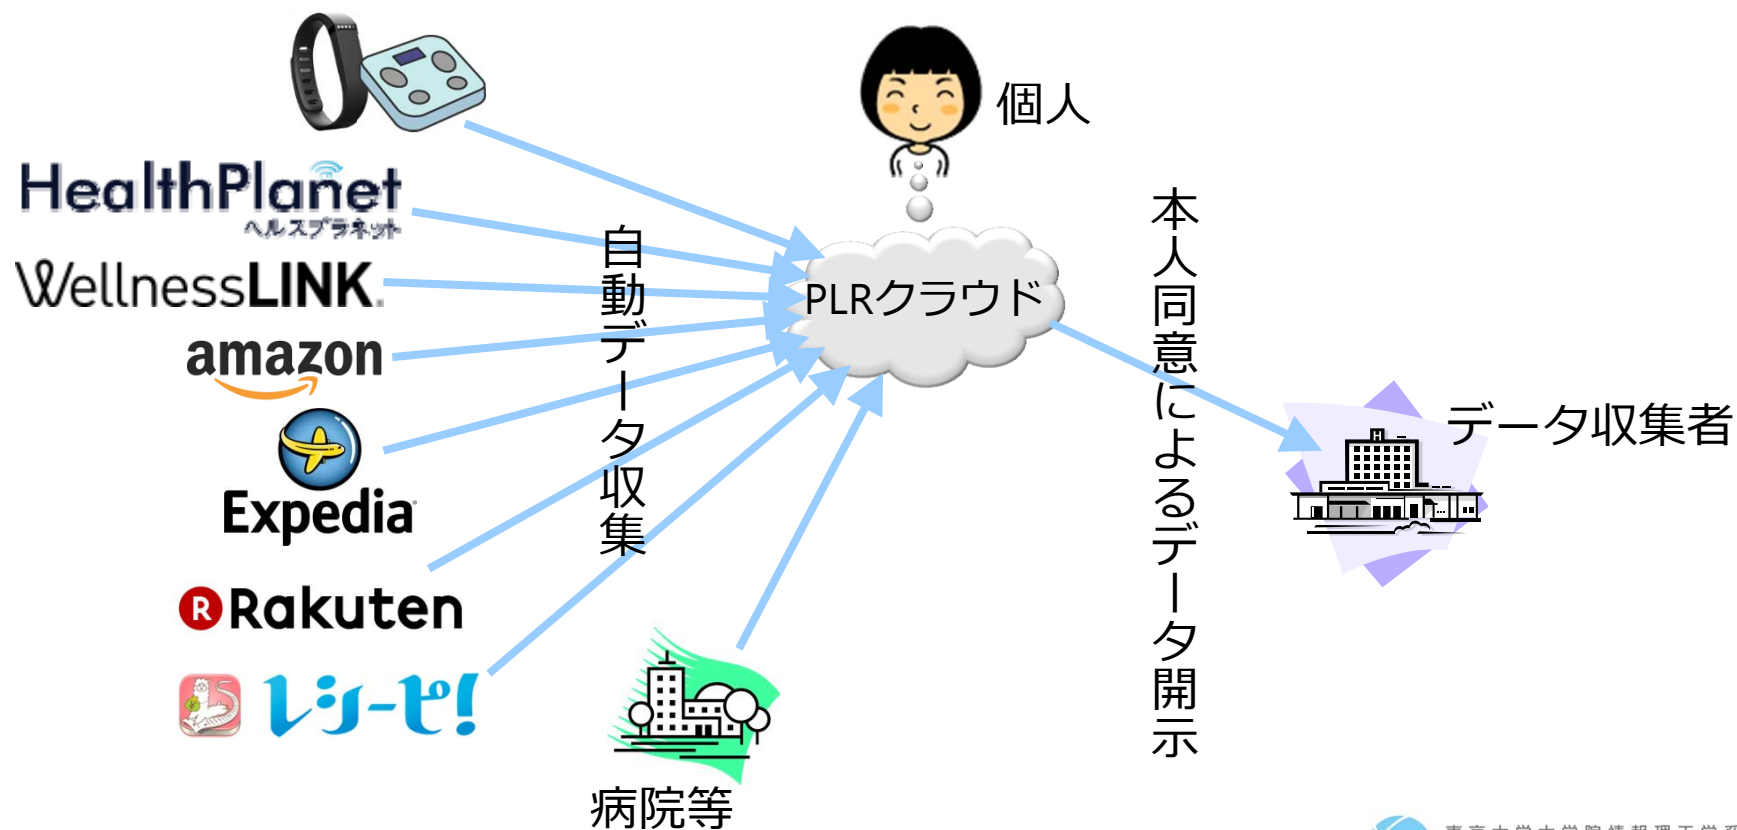 個人
HealthPlanet
ヘルスプラネット
WellnessLINK.
amazon
Expedia
R Rakuten
レシーピ!
自動データ収集
PLRクラウド
本人同意によるデータ開示
データ収集者
病院等